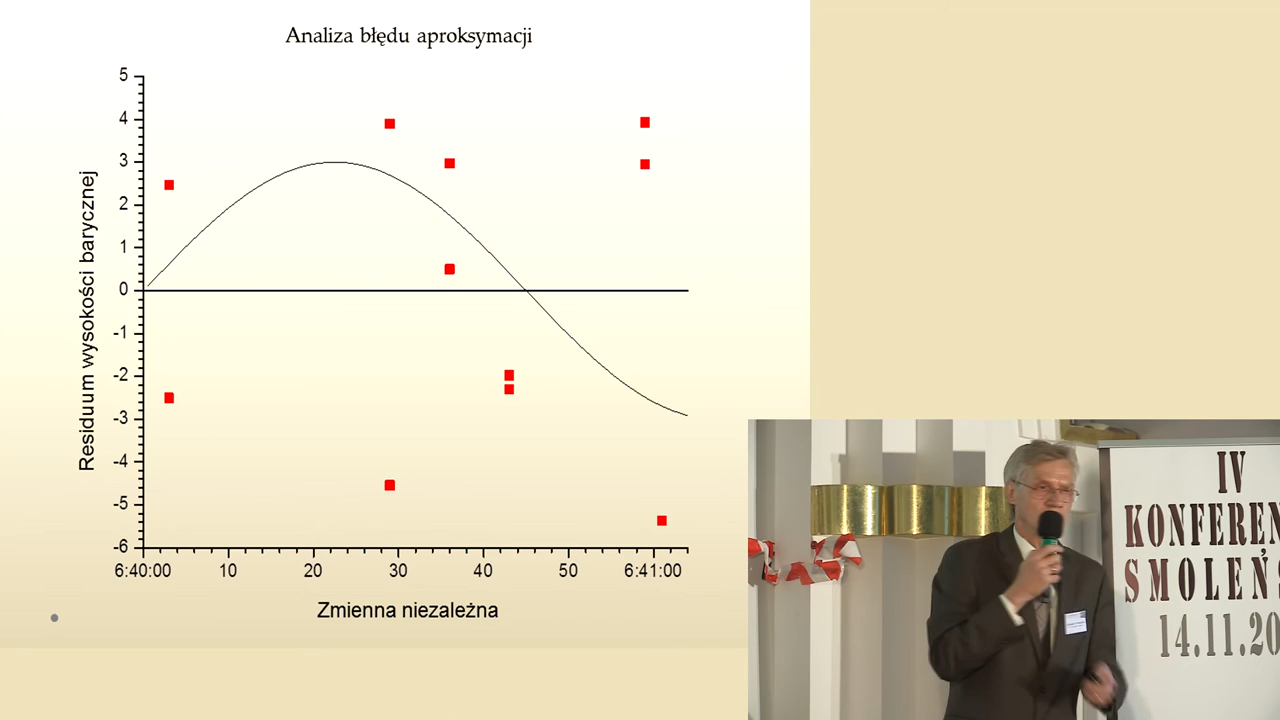 Analiza błędu aproksymacji
Residuum wysokości barycznej
5
4
3
2
1
0
-1
-2
-3
-4
-5
-6
6:40:00 10 20 30 40 50 6:41:00
Zmienna niezależna
IV
KONFEREN
SMOLEŃS
14.11.20